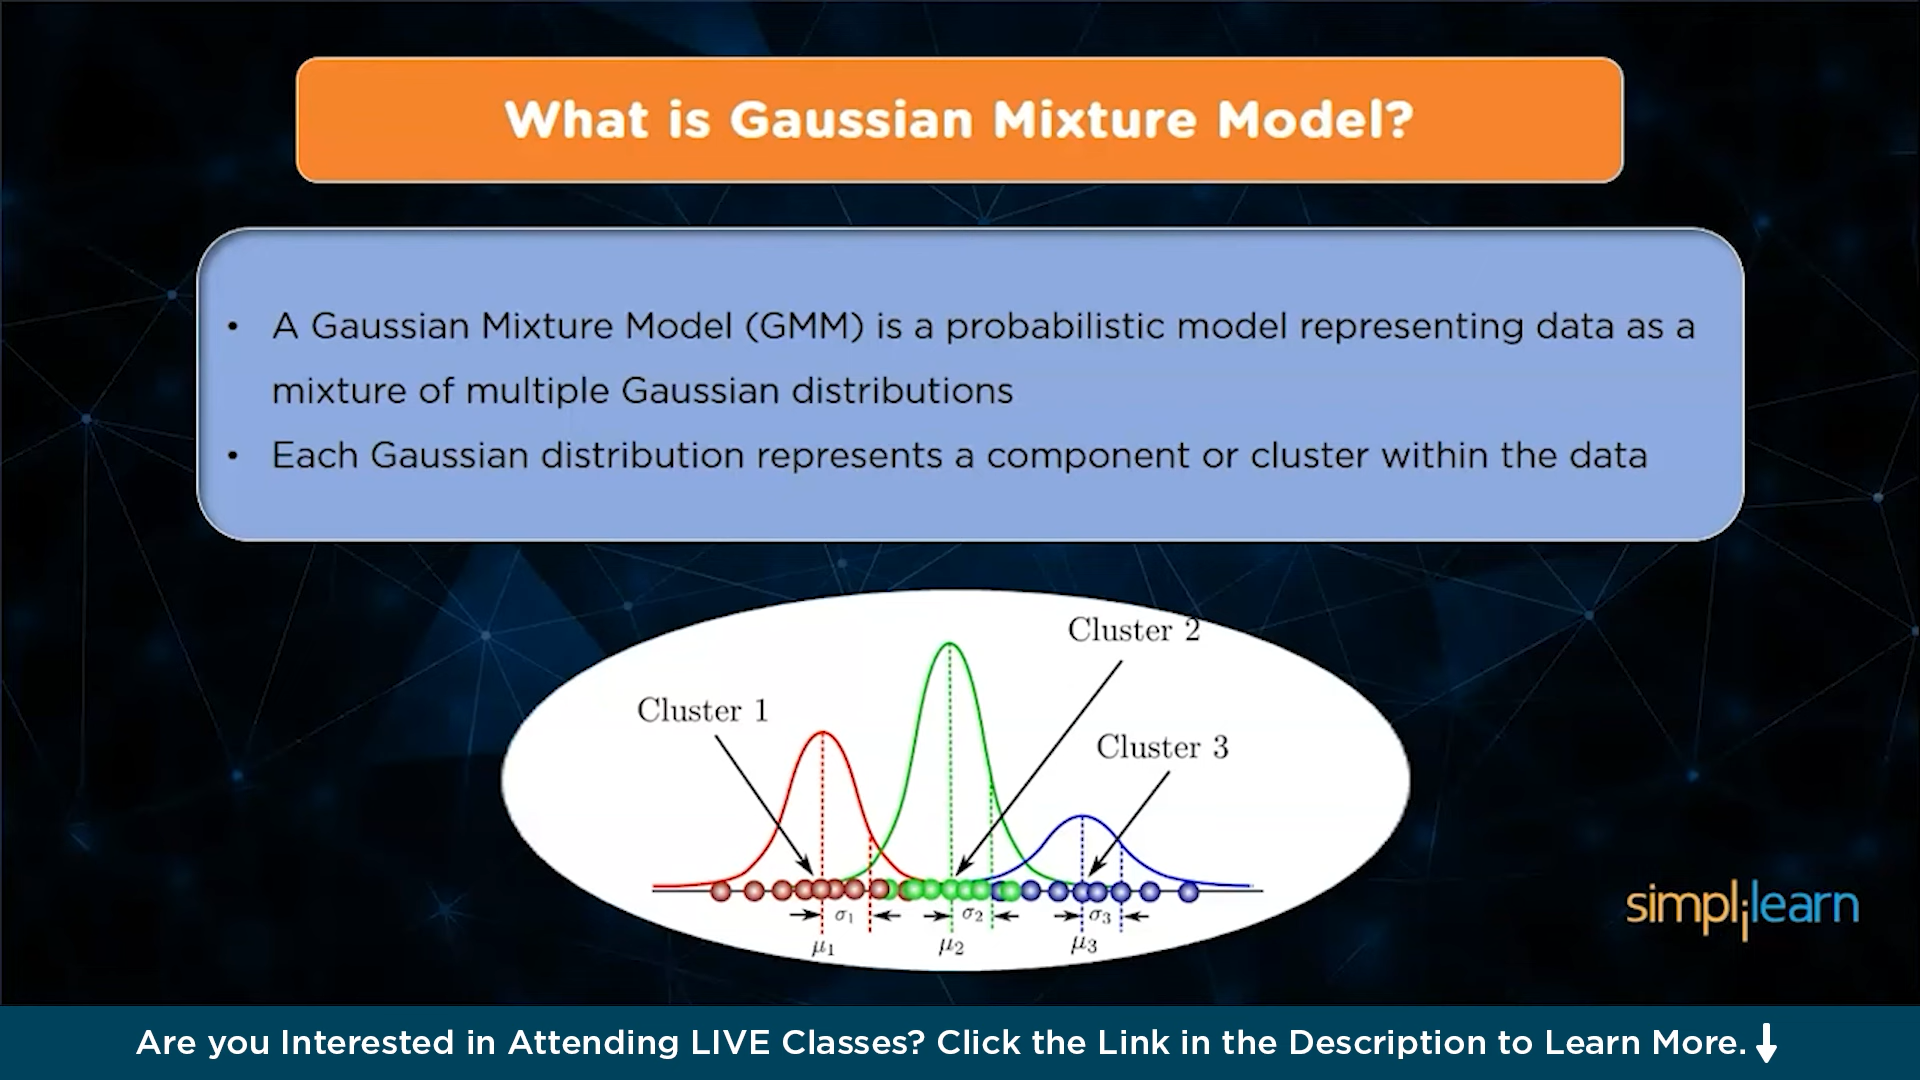 What is Gaussian Mixture Model?
• A Gaussian Mixture Model (GMM) is a probabilistic model representing data as a
mixture of multiple Gaussian distributions
• Each Gaussian distribution represents a component or cluster within the data
Cluster 2
Cluster 1
Cluster 3
σ₁ σ₂ σ₃
μ₁ μ₂ μ₃
simplilearn
Are you Interested in Attending LIVE Classes? Click the Link in the Description to Learn More.